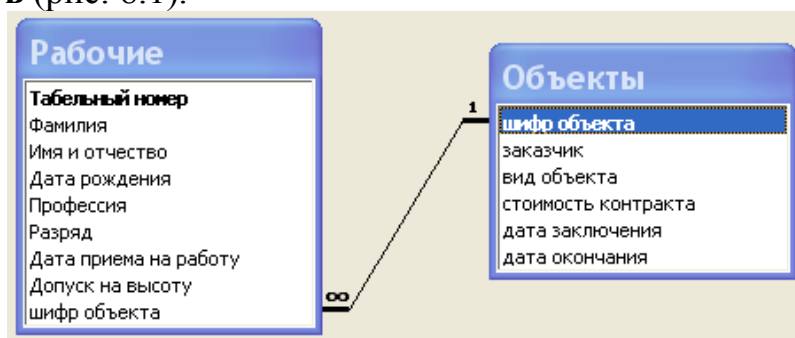 в (рис. 6.1).
Рабочие
Табельный номер
Фамилия
Имя и отчество
Дата рождения
Профессия
Разряд
Дата приема на работу
Допуск на высоту
шифр объекта
∞
1
Объекты
шифр объекта
заказчик
вид объекта
стоимость контракта
дата заключения
дата окончания